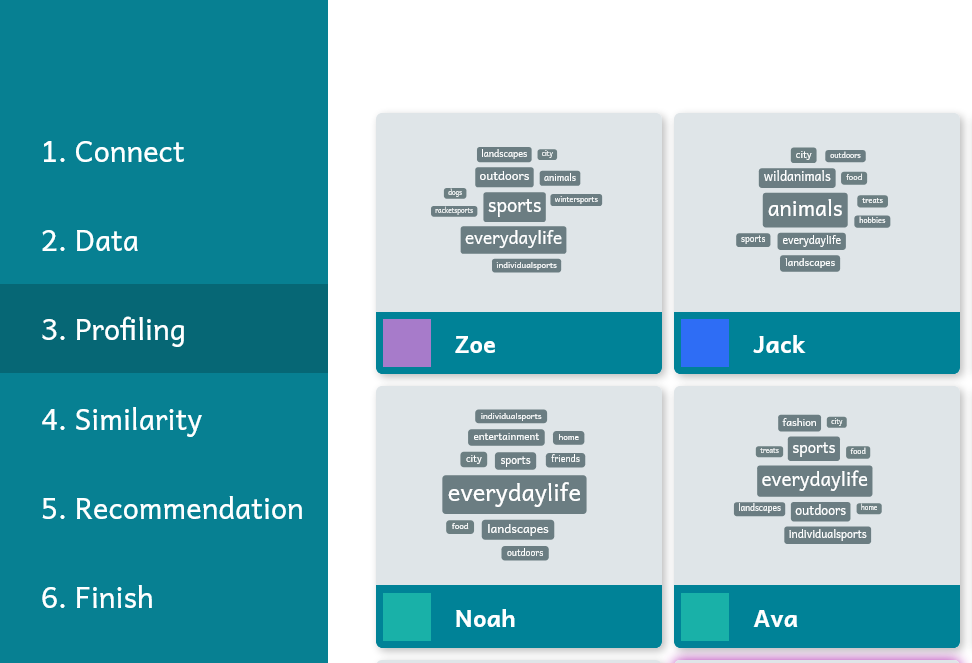 1. Connect
2. Data
3. Profiling
4. Similarity
5. Recommendation
6. Finish
landscapes city
outdoors animals
dogs
sports wintersports
racketsports
everydaylife
individualsports
Zoe
city outdoors
wildanimals food
animals treats
hobbies
sports everydaylife
landscapes
Jack
individualsports
entertainment home
city sports friends
everydaylife
food landscapes
outdoors
Noah
fashion city
treats sports food
everydaylife
landscapes outdoors home
individualsports
Ava